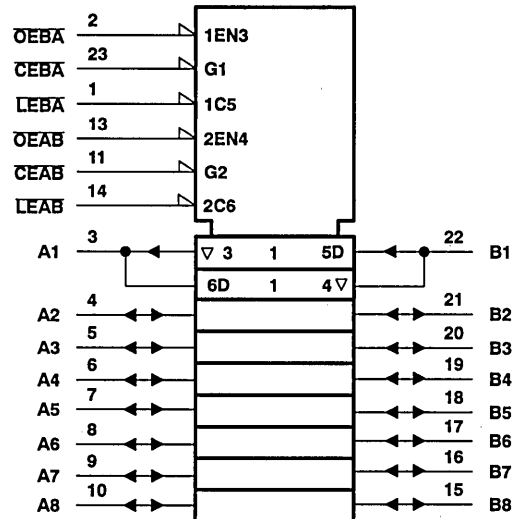 OEBA 2 1EN3
CEBA 23 G1
LEBA 1 1C5
OEAB 13 2EN4
CEAB 11 G2
LEAB 14 2C6
A1 3 ▽ 3 1 5D 22 B1
6D 1 4 ▽
A2 4 21 B2
A3 5 20 B3
A4 6 19 B4
A5 7 18 B5
A6 8 17 B6
A7 9 16 B7
A8 10 15 B8